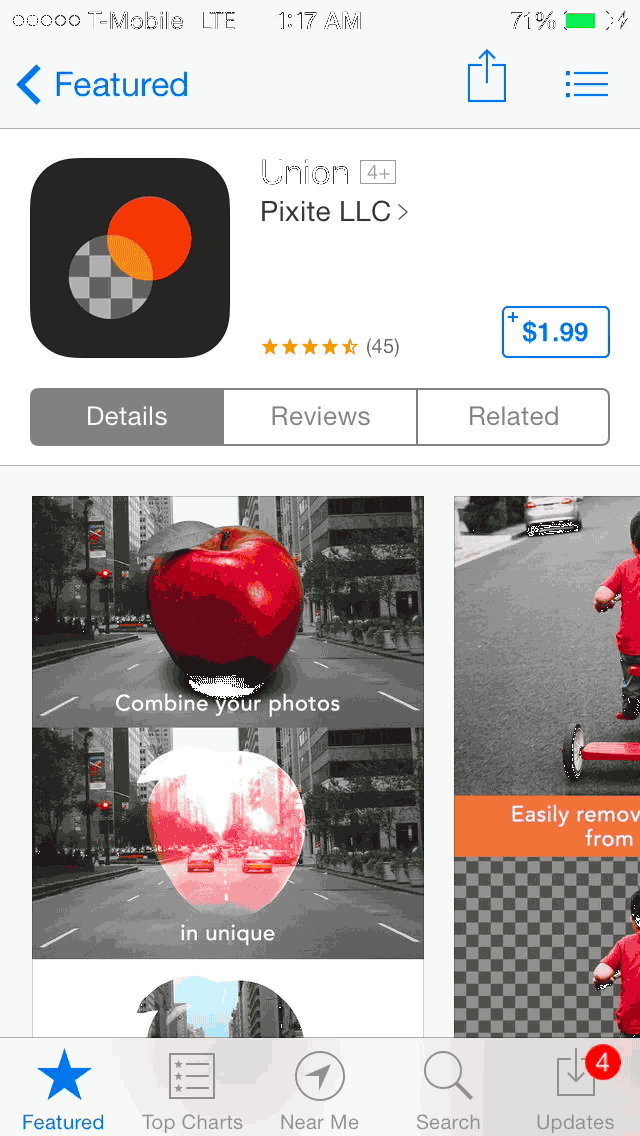 T-Mobile LTE 1:17 AM 71%
Featured
Union 4+
Pixite LLC
(45)
+ $1.99
Details Reviews Related
Combine your photos
in unique
Easily remov
from
Featured Top Charts Near Me Search Updates 4